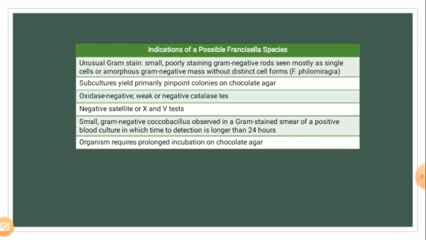 Indications of a Possible Francisella Species
Unusual Gram stain: small, poorly staining gram-negative rods seen mostly as single
cells or amorphous gram-negative mass without distinct cell forms (F. philomiragia)
Subcultures yield primarily pinpoint colonies on chocolate agar
Oxidase-negative; weak or negative catalase tes
Negative satellite or X and V tests
Small, gram-negative coccobacillus observed in a Gram-stained smear of a positive
blood culture in which time to detection is longer than 24 hours
Organism requires prolonged incubation on chocolate agar